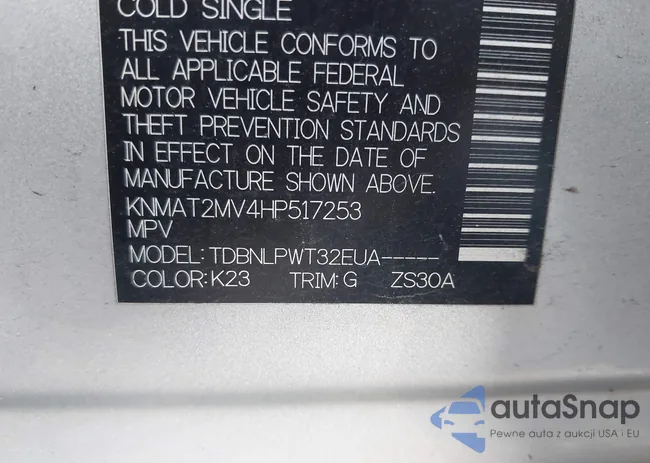 COLD SINGLE
THIS VEHICLE CONFORMS TO
ALL APPLICABLE FEDERAL
MOTOR VEHICLE SAFETY AND
THEFT PREVENTION STANDARDS
IN EFFECT ON THE DATE OF
MANUFACTURE SHOWN ABOVE.
KNMAT2MV4HP517253
MPV
MODEL: TDBNLPWT32EUA-----
COLOR: K23 TRIM: G ZS30A
autoSnap
Pewne auta z aukcji USA i EU